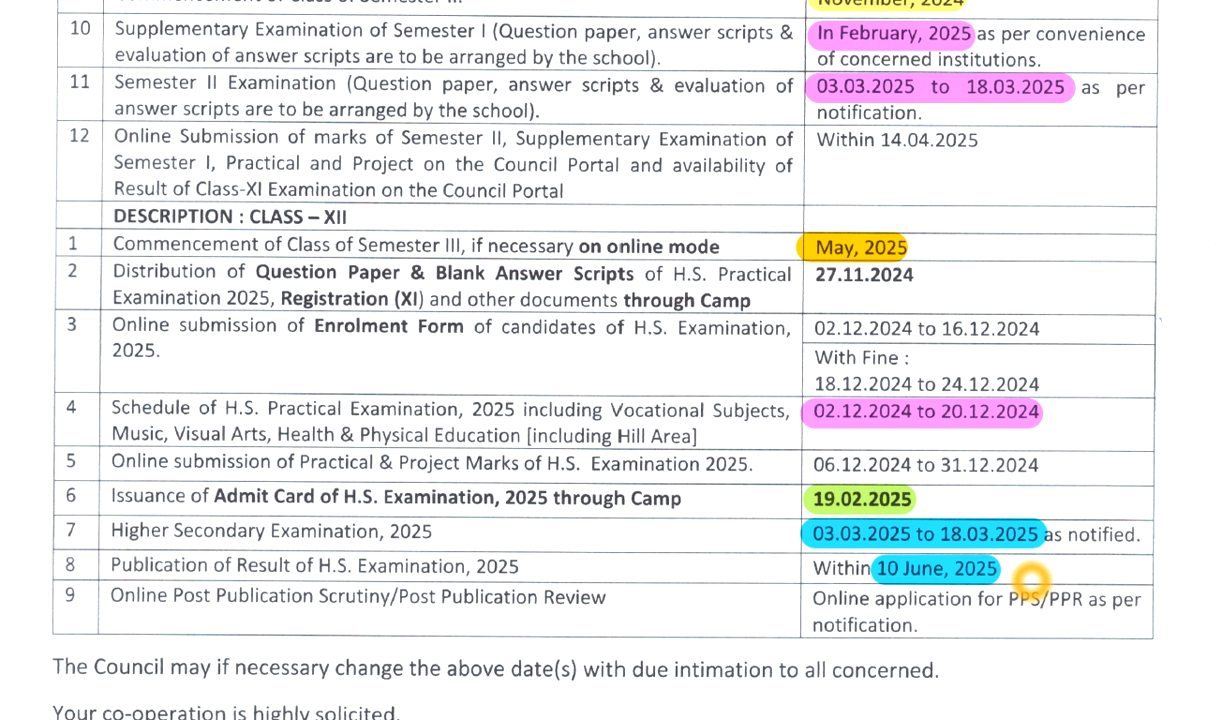 November, 2024
10 Supplementary Examination of Semester I (Question paper, answer scripts & In February, 2025 as per convenience
evaluation of answer scripts are to be arranged by the school). of concerned institutions.
11 Semester II Examination (Question paper, answer scripts & evaluation of 03.03.2025 to 18.03.2025 as per
answer scripts are to be arranged by the school). notification.
12 Online Submission of marks of Semester II, Supplementary Examination of Within 14.04.2025
Semester I, Practical and Project on the Council Portal and availability of
Result of Class-XI Examination on the Council Portal
DESCRIPTION : CLASS – XII
1 Commencement of Class of Semester III, if necessary on online mode May, 2025
2 Distribution of Question Paper & Blank Answer Scripts of H.S. Practical 27.11.2024
Examination 2025, Registration (XI) and other documents through Camp
3 Online submission of Enrolment Form of candidates of H.S. Examination, 02.12.2024 to 16.12.2024
2025. With Fine :
18.12.2024 to 24.12.2024
4 Schedule of H.S. Practical Examination, 2025 including Vocational Subjects, 02.12.2024 to 20.12.2024
Music, Visual Arts, Health & Physical Education [including Hill Area]
5 Online submission of Practical & Project Marks of H.S. Examination 2025. 06.12.2024 to 31.12.2024
6 Issuance of Admit Card of H.S. Examination, 2025 through Camp 19.02.2025
7 Higher Secondary Examination, 2025 03.03.2025 to 18.03.2025 as notified.
8 Publication of Result of H.S. Examination, 2025 Within 10 June, 2025
9 Online Post Publication Scrutiny/Post Publication Review Online application for PPS/PPR as per
notification.
The Council may if necessary change the above date(s) with due intimation to all concerned.
Your co-operation is highly solicited.